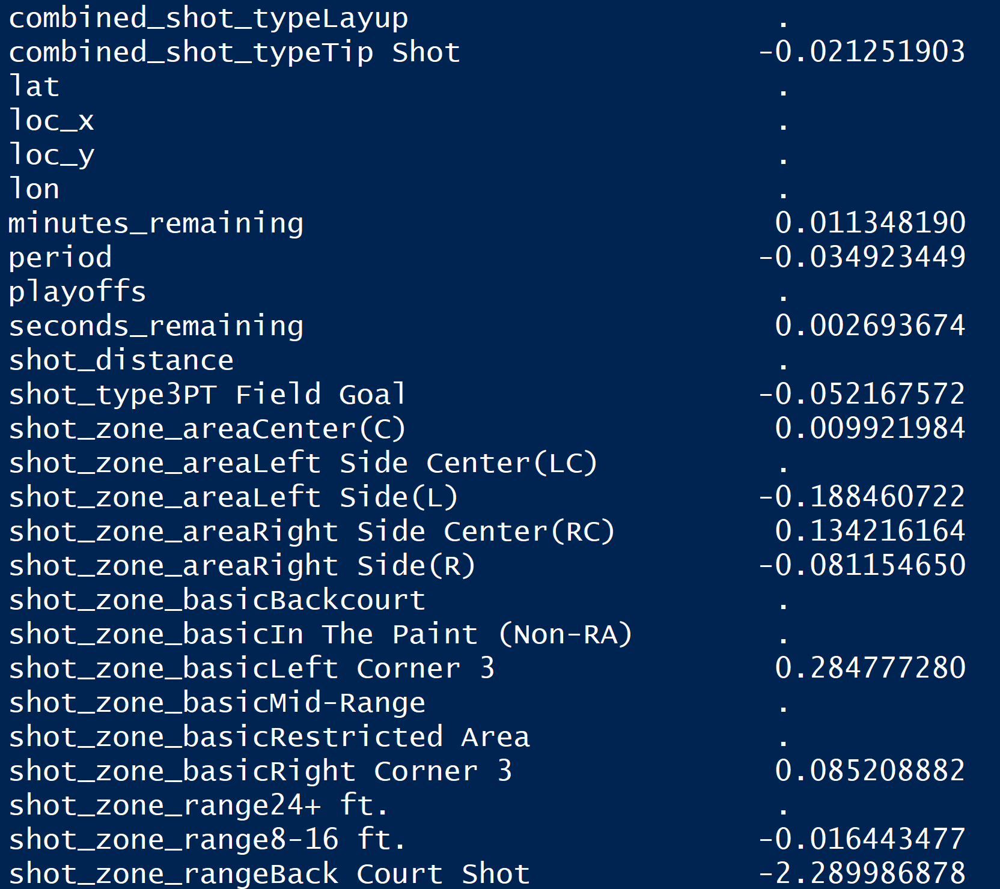 combined_shot_typeLayup .
combined_shot_typeTip Shot -0.021251903
lat .
loc_x .
loc_y .
lon .
minutes_remaining 0.011348190
period -0.034923449
playoffs .
seconds_remaining 0.002693674
shot_distance .
shot_type3PT Field Goal -0.052167572
shot_zone_areaCenter(C) 0.009921984
shot_zone_areaLeft Side Center(LC) .
shot_zone_areaLeft Side(L) -0.188460722
shot_zone_areaRight Side Center(RC) 0.134216164
shot_zone_areaRight Side(R) -0.081154650
shot_zone_basicBackcourt .
shot_zone_basicIn The Paint (Non-RA) .
shot_zone_basicLeft Corner 3 0.284777280
shot_zone_basicMid-Range .
shot_zone_basicRestricted Area .
shot_zone_basicRight Corner 3 0.085208882
shot_zone_range24+ ft. .
shot_zone_range8-16 ft. -0.016443477
shot_zone_rangeBack Court Shot -2.289986878